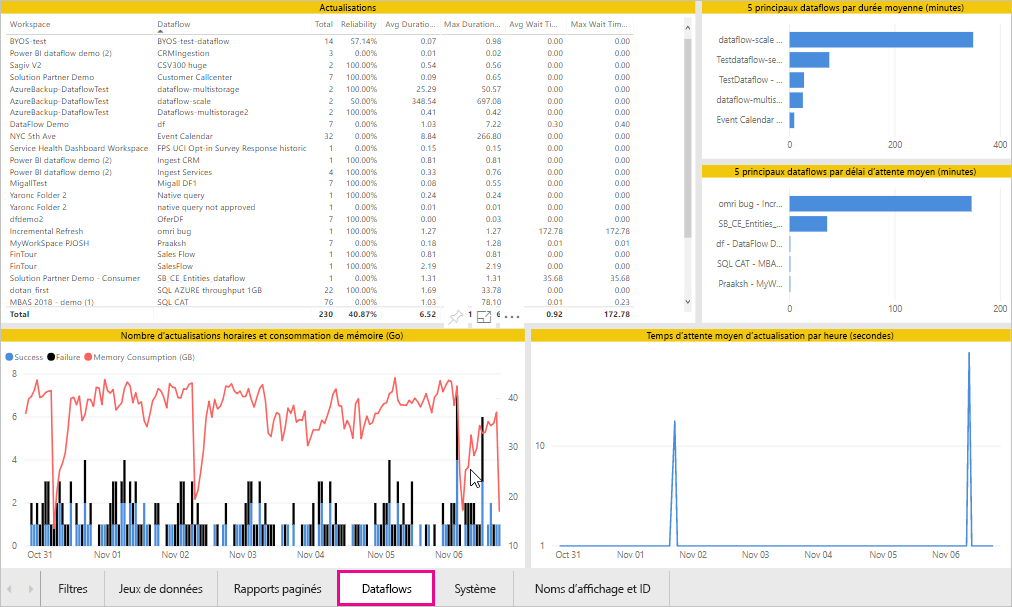 Actualisations
Workspace Dataflow Total Reliability Avg Duratio... Max Duration... Avg Wait Ti... Max Wait Tim...
BYOS-test BYOS-test-dataflow 14 57.14% 0.07 0.98 0.00 0.00
Power BI dataflow demo (2) CRMIngestion 3 0.00% 0.01 0.02 0.00 0.00
Sagiv V2 CSV300 huge 2 100.00% 0.54 0.56 0.00 0.00
Solution Partner Demo Customer Callcenter 7 100.00% 0.09 0.65 0.00 0.00
AzureBackup-DataflowTest dataflow-multistorage 2 100.00% 25.29 50.57 0.00 0.00
AzureBackup-DataflowTest dataflow-scale 2 50.00% 348.54 697.08 0.00 0.00
AzureBackup-DataflowTest Dataflows-multistorage2 2 100.00% 0.41 0.42 0.00 0.00
DataFlow Demo df 7 100.00% 1.03 7.22 0.30 0.40
NYC 5th Ave Event Calendar 32 0.00% 8.84 266.80 0.00 0.00
Service Health Dashboard Workspace FPS UCI Opt-in Survey Response historic 1 0.00% 0.15 0.15 0.00 0.00
Power BI dataflow demo (2) Ingest CRM 1 100.00% 0.81 0.81 0.00 0.00
Power BI dataflow demo (2) Ingest Services 4 100.00% 0.33 0.76 0.00 0.00
MigallTest Migall DF1 7 100.00% 0.08 0.55 0.00 0.00
Yaronc Folder 2 Native query 1 100.00% 0.24 0.24 0.00 0.00
Yaronc Folder 2 native query not approved 1 0.00% 0.01 0.01 0.00 0.00
dfdemo2 OferDF 7 100.00% 0.00 0.03 0.00 0.00
Incremental Refresh omri bug 1 100.00% 1.27 1.27 172.78 172.78
MyWorkSpace PJOSH Praaksh 7 0.00% 0.18 1.28 0.01 0.01
FinTour Sales Flow 1 100.00% 0.81 0.81 0.00 0.00
FinTour SalesFlow 1 100.00% 2.19 2.19 0.00 0.00
Solution Partner Demo - Consumer SB_CE Entities_dataflow 1 0.00% 1.31 1.31 35.68 35.68
dotan_first SQL AZURE throughput 1GB 22 100.00% 1.69 33.78 0.00 0.00
MBAS 2018 - demo (1) SQL CAT 76 0.00% 1.03 78.10 0.01 0.23
Total 230 40.87% 6.52 0.92 172.78
5 principaux dataflows par durée moyenne (minutes)
dataflow-scale ...
Testdataflow-se...
TestDataflow - ...
dataflow-multis...
Event Calendar ...
0 200 400
5 principaux dataflows par délai d'attente moyen (minutes)
omri bug - Incr...
SB_CE_Entities_...
df - DataFlow D...
SQL CAT - MBA...
Praaksh - MyW...
0 100 200
Nombre d'actualisations horaires et consommation de mémoire (Go)
Success Failure Memory Consumption (GB)
8
6
4
2
0
40
30
20
10
Oct 31 Nov 01 Nov 02 Nov 03 Nov 04 Nov 05 Nov 06
Temps d'attente moyen d'actualisation par heure (secondes)
10
1
Oct 31 Nov 01 Nov 02 Nov 03 Nov 04 Nov 05 Nov 06
Filtres Jeux de données Rapports paginés Dataflows Système Noms d'affichage et ID